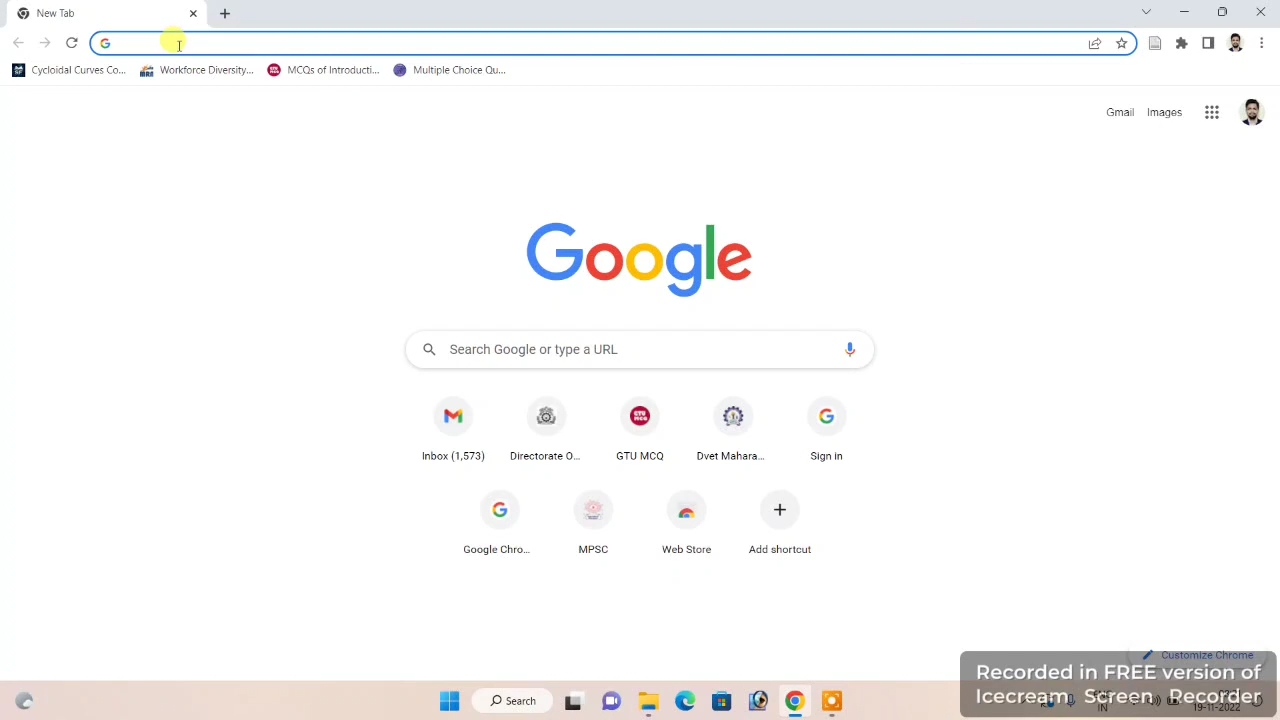 New Tab
Cycloidal Curves Co...
Workforce Diversity...
MCQs of Introducti...
Multiple Choice Qu...
Gmail
Images
Google
Search Google or type a URL
Inbox (1,573)
Directorate O...
GTU MCQ
Dvet Mahara...
Sign in
Google Chro...
MPSC
Web Store
Add shortcut
Customize Chrome
Recorded in FREE version of
Icecream Screen Recorder
Search
IN
19-11-2022